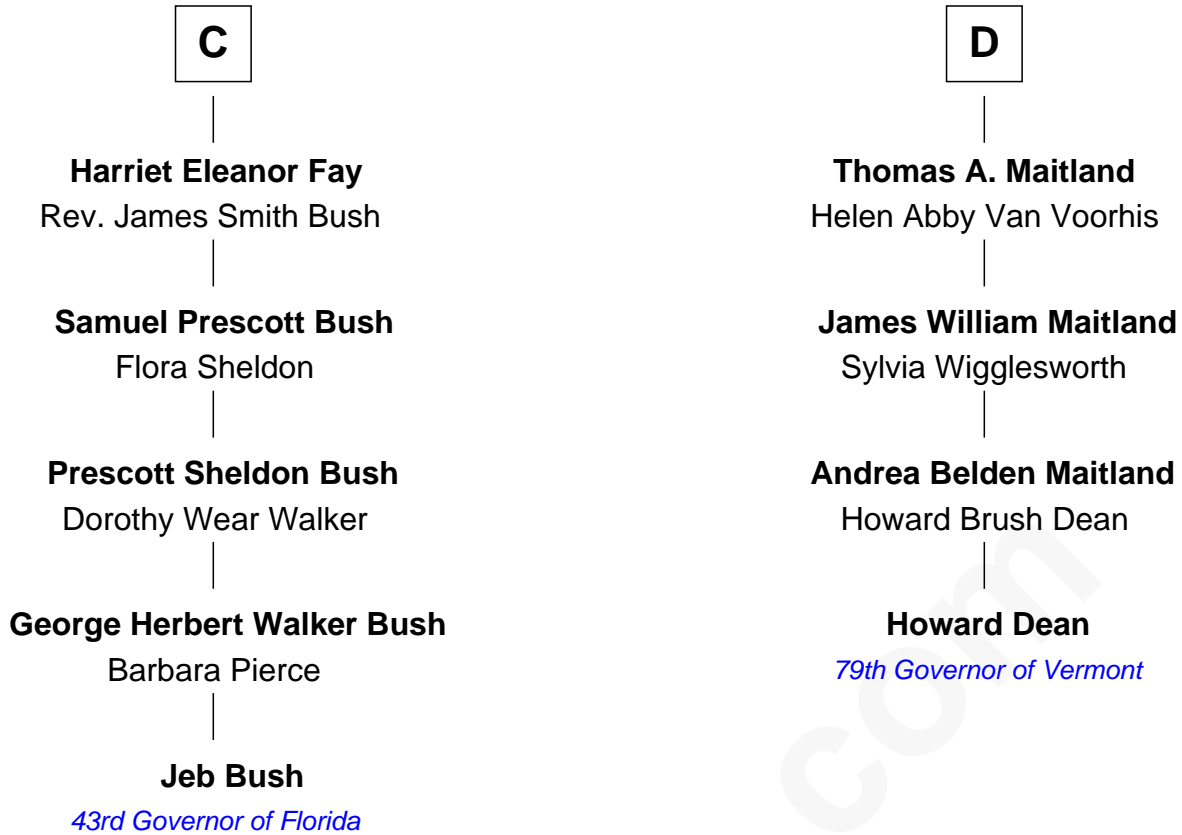 C
Harriet Eleanor Fay
Rev. James Smith Bush
Samuel Prescott Bush
Flora Sheldon
Prescott Sheldon Bush
Dorothy Wear Walker
George Herbert Walker Bush
Barbara Pierce
Jeb Bush
43rd Governor of Florida
D
Thomas A. Maitland
Helen Abby Van Voorhis
James William Maitland
Sylvia Wigglesworth
Andrea Belden Maitland
Howard Brush Dean
Howard Dean
79th Governor of Vermont
com